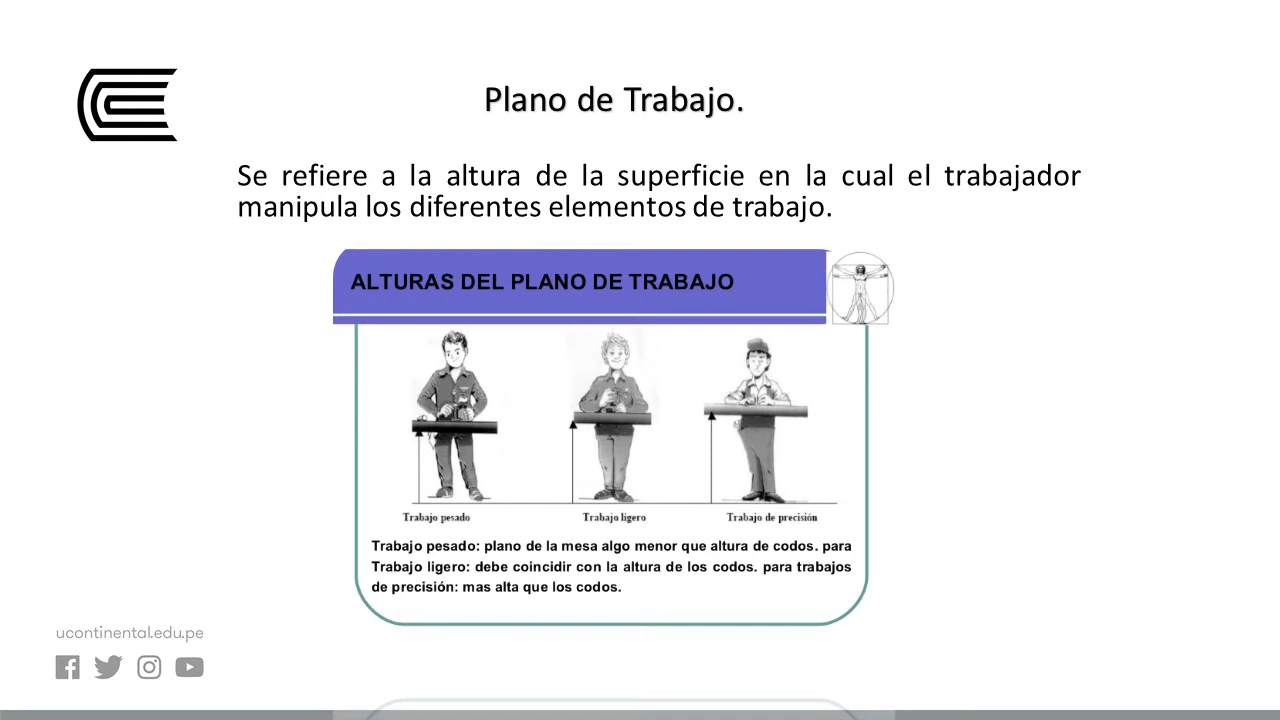 Plano de Trabajo.
Se refiere a la altura de la superficie en la cual el trabajador
manipula los diferentes elementos de trabajo.
ALTURAS DEL PLANO DE TRABAJO
Trabajo pesado
Trabajo ligero
Trabajo de precisión
Trabajo pesado: plano de la mesa algo menor que altura de codos. para
Trabajo ligero: debe coincidir con la altura de los codos. para trabajos
de precisión: mas alta que los codos.
ucontinental.edu.pe